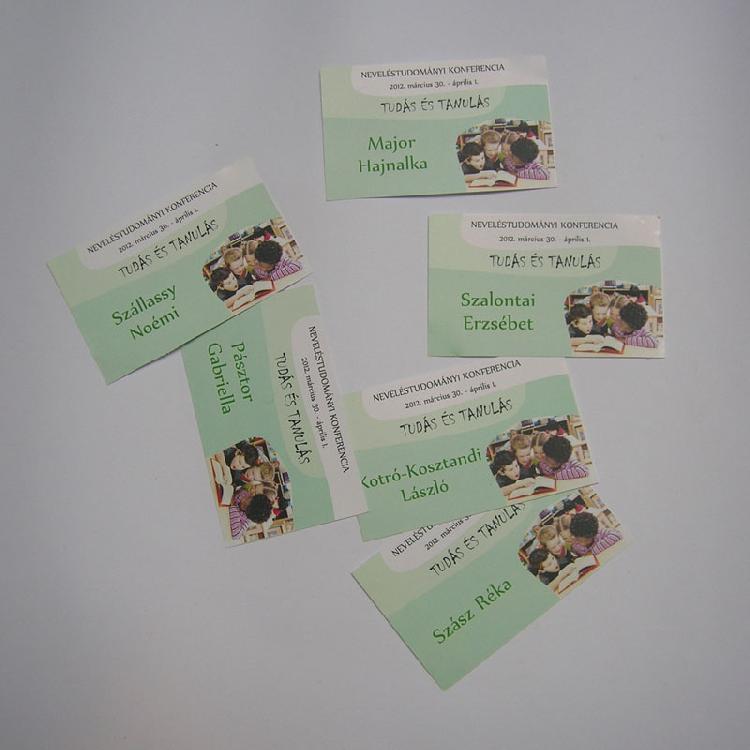 NEVELÉSTUDOMÁNYI KONFERENCIA
2012. március 30. - április 1.
TUDÁS ÉS TANULÁS
Major
Hajnalka
NEVELÉSTUDOMÁNYI KONFERENCIA
2012. március 30. - április 1.
TUDÁS ÉS TANULÁS
Szállassy
Noémi
NEVELÉSTUDOMÁNYI KONFERENCIA
2012. március 30. április 1.
TUDÁS ÉS TANULÁS
Szalontai
Erzsébet
NEVELÉSTUDOMÁNYI KONFERENCIA
2012. március 30. - április 1.
TUDÁS ÉS TANULÁS
Pásztor
Gabriella
NEVELÉSTUDOMÁNYI KONFERENCIA
2012. március 30. - április 1.
TUDÁS ÉS TANULÁS
Kotró-Kosztandi
László
2012. március
TUDÁS ÉS TANULÁS
Szász Réka